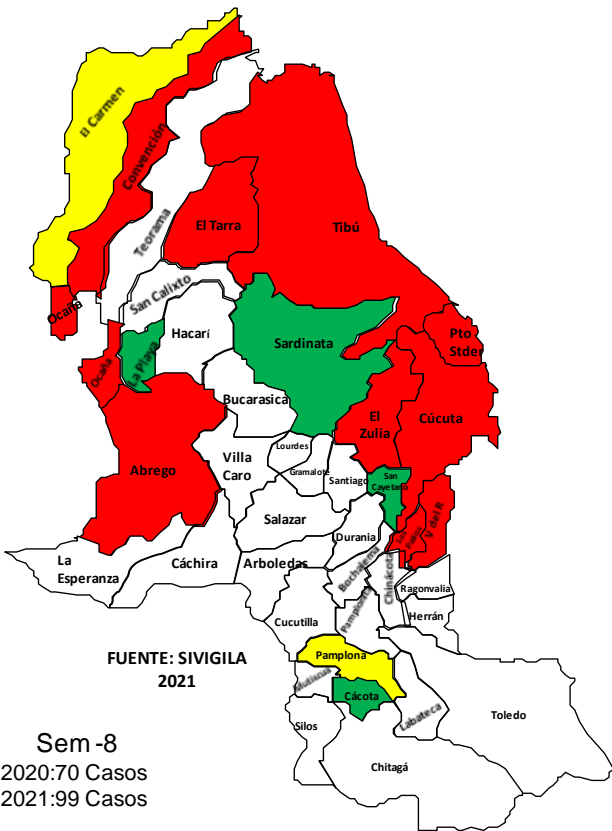 El Carmen
Convención
Teorama
El Tarra
Tibú
San Calixto
Ocaña
Hacarí
La Playa
Sardinata
Pto
Stder
Ocaña
Bucarasica
El
Zulia
Cúcuta
Abrego
Villa
Caro
Lourdes
Gramalote
Santiago
San
Cayetano
Los
Patios
V del R
Salazar
Durania
La
Esperanza
Cáchira
Arboledas
Bochalema
Chinácota
Ragonvalia
Pamplonita
Herrán
Cucutilla
FUENTE: SIVIGILA
2021
Pamplona
Mutiscua
Cácota
Labateca
Toledo
Silos
Chitagá
Sem -8
2020:70 Casos
2021:99 Casos